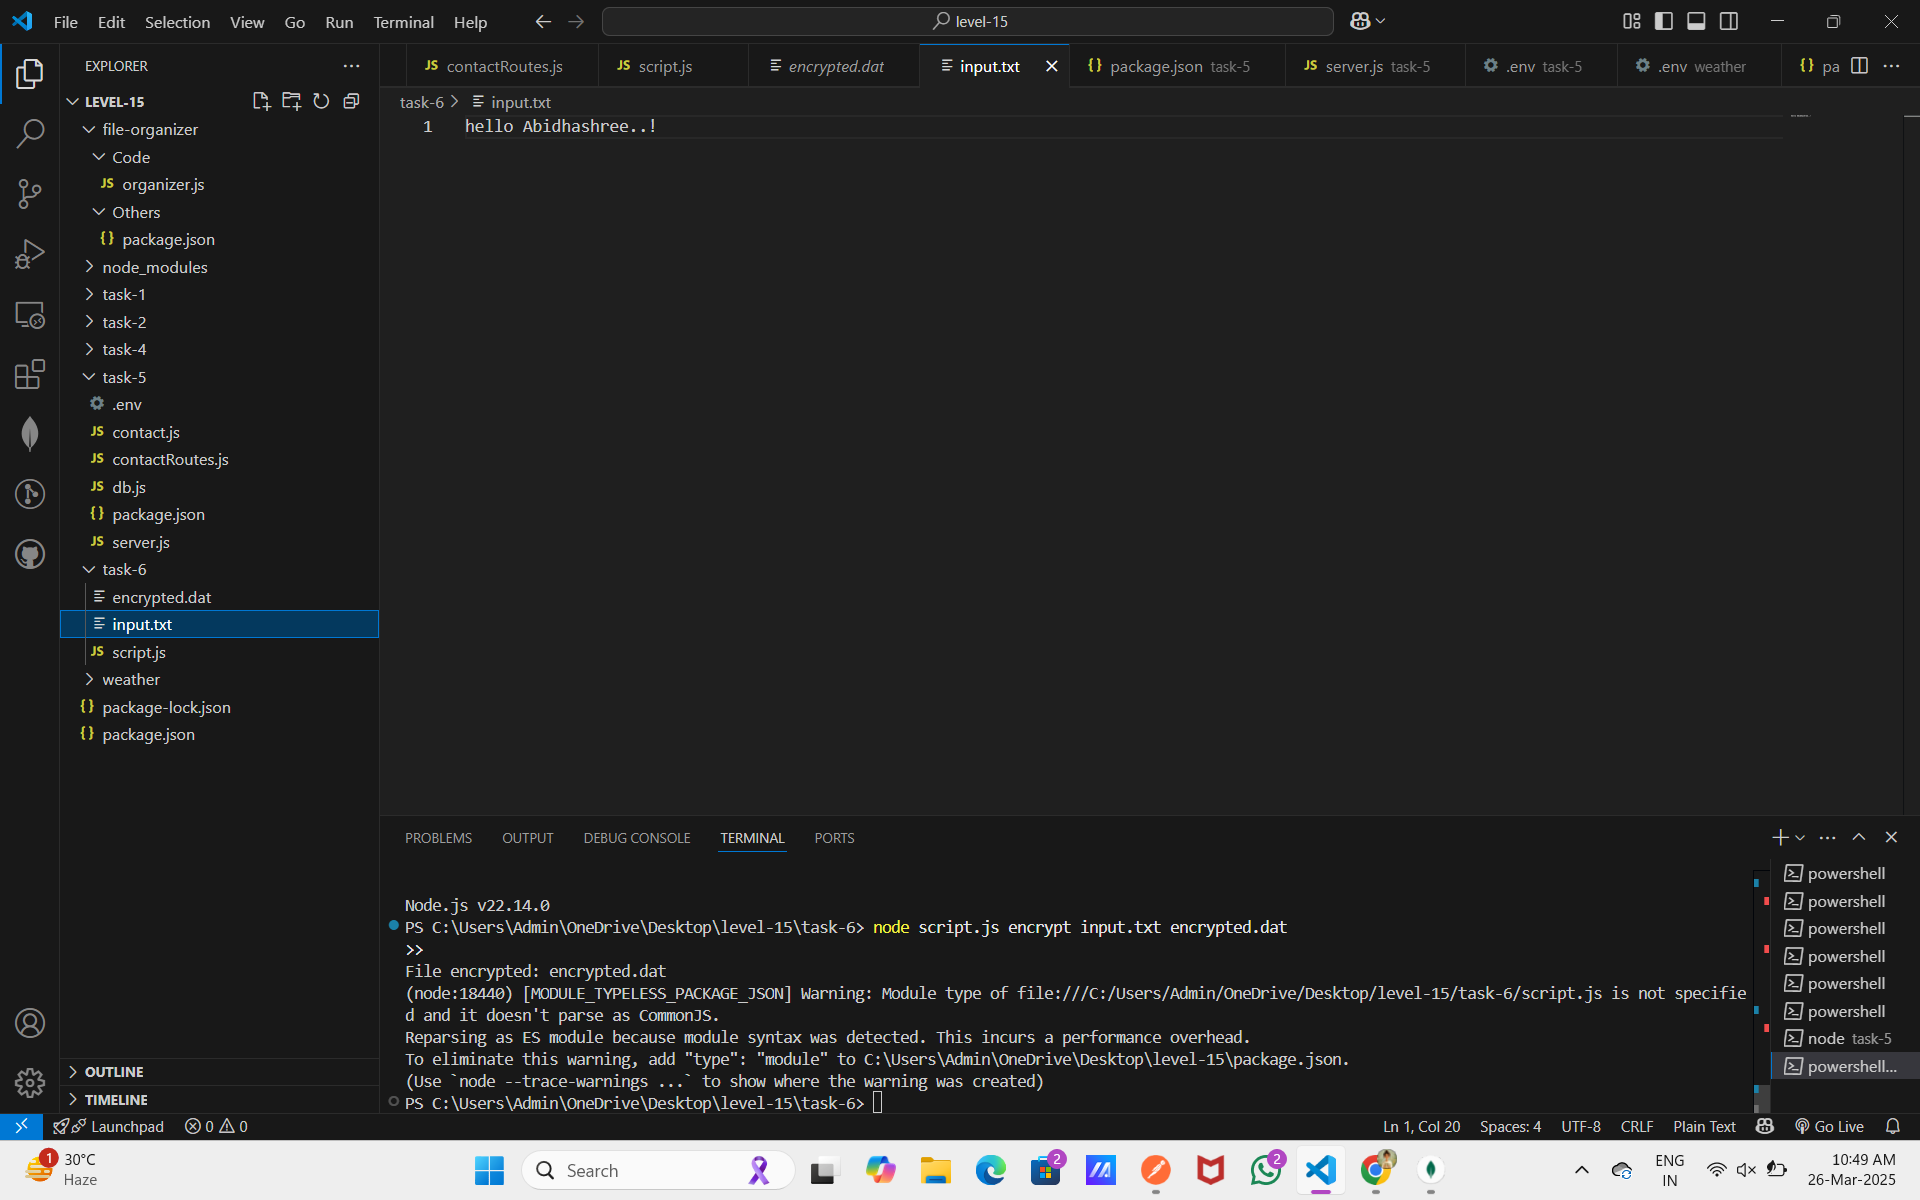 File Edit Selection View Go Run Terminal Help
level-15
EXPLORER
LEVEL-15
file-organizer
Code
JS organizer.js
Others
{} package.json
node_modules
task-1
task-2
task-4
task-5
.env
JS contact.js
JS contactRoutes.js
JS db.js
{} package.json
JS server.js
task-6
encrypted.dat
input.txt
JS script.js
weather
{} package-lock.json
{} package.json
OUTLINE
TIMELINE
JS contactRoutes.js JS script.js encrypted.dat input.txt {} package.json task-5 JS server.js task-5 .env task-5 .env weather {} pa
task-6 > input.txt
1 hello Abidhashree..!
PROBLEMS OUTPUT DEBUG CONSOLE TERMINAL PORTS
Node.js v22.14.0
PS C:\Users\Admin\OneDrive\Desktop\level-15\task-6> node script.js encrypt input.txt encrypted.dat
>>
File encrypted: encrypted.dat
(node:18440) [MODULE_TYPELESS_PACKAGE_JSON] Warning: Module type of file:///C:/Users/Admin/OneDrive/Desktop/level-15/task-6/script.js is not specifie
d and it doesn't parse as CommonJS.
Reparsing as ES module because module syntax was detected. This incurs a performance overhead.
To eliminate this warning, add "type": "module" to C:\Users\Admin\OneDrive\Desktop\level-15\package.json.
(Use `node --trace-warnings ...` to show where the warning was created)
PS C:\Users\Admin\OneDrive\Desktop\level-15\task-6>
powershell
powershell
powershell
powershell
powershell
powershell
node task-5
powershell...
Launchpad 0 0 Ln 1, Col 20 Spaces: 4 UTF-8 CRLF Plain Text Go Live
1 30°C
Haze
Search
2
2
ENG
IN
10:49 AM
26-Mar-2025